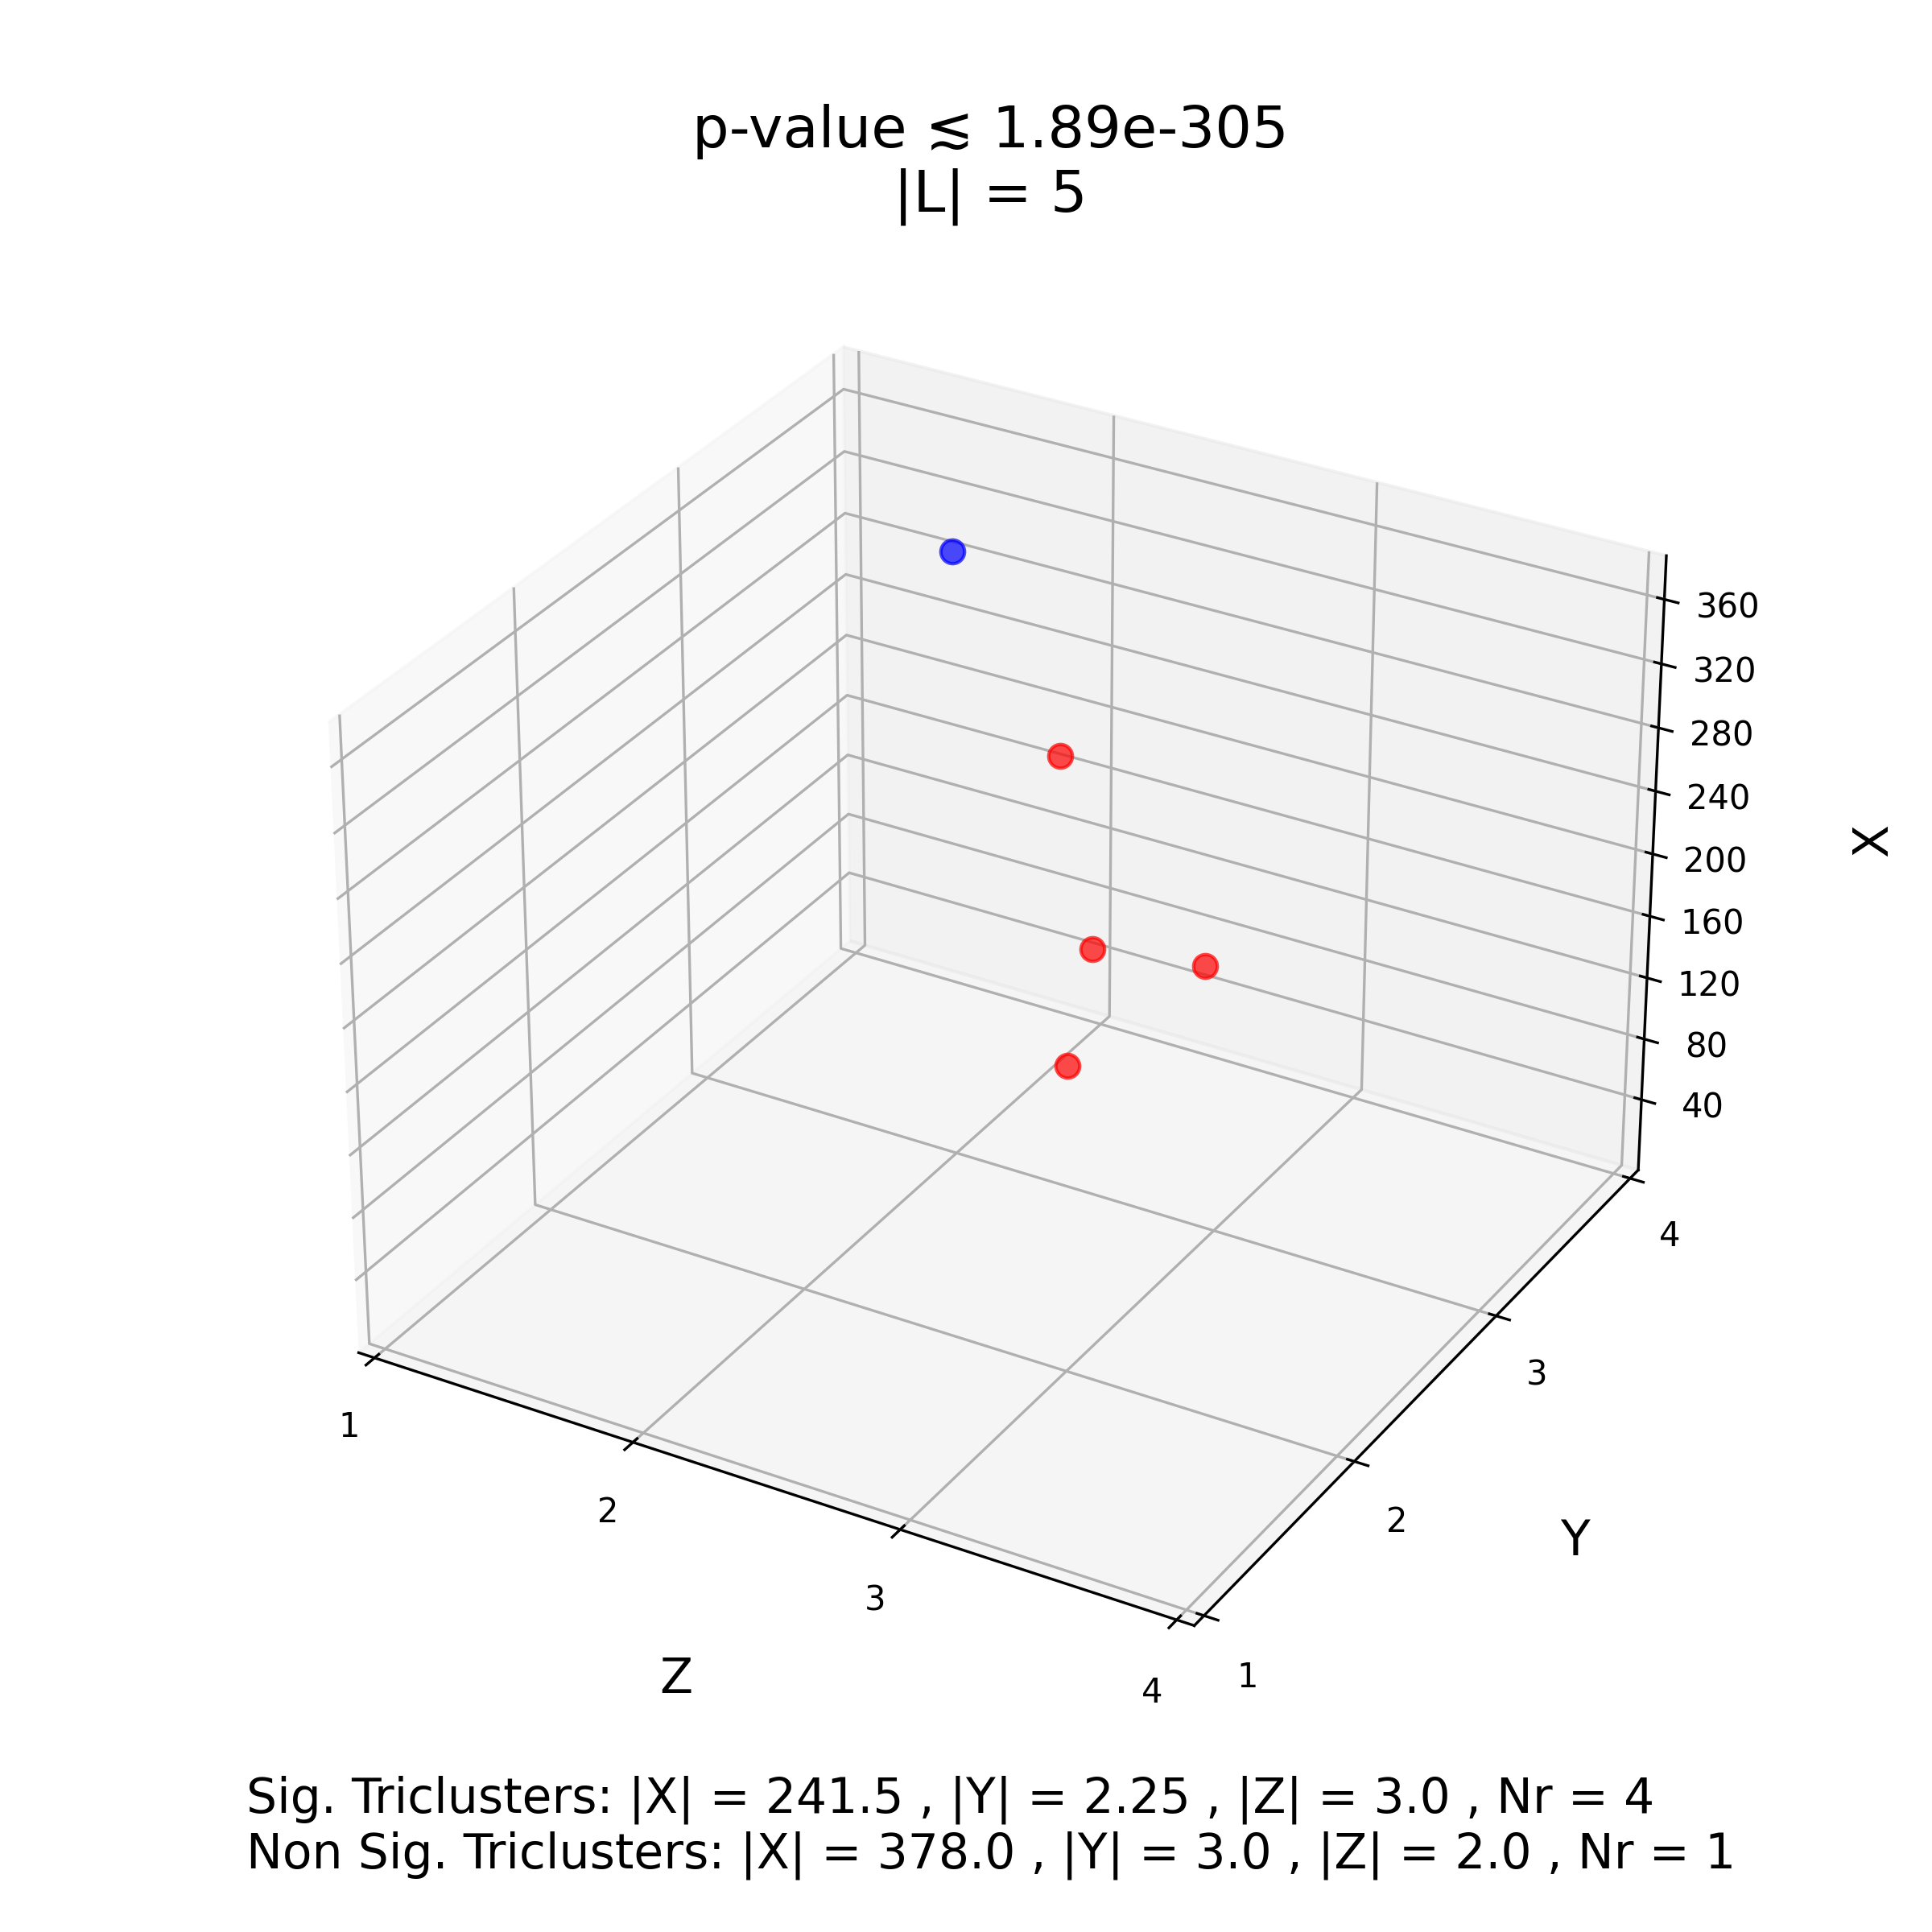 p-value ⪅ 1.89e-305
|L| = 5
360
320
280
240
200
160
120
80
40
X
4
3
2
1
Y
1
2
3
4
Z
Sig. Triclusters: |X| = 241.5 , |Y| = 2.25 , |Z| = 3.0 , Nr = 4
Non Sig. Triclusters: |X| = 378.0 , |Y| = 3.0 , |Z| = 2.0 , Nr = 1